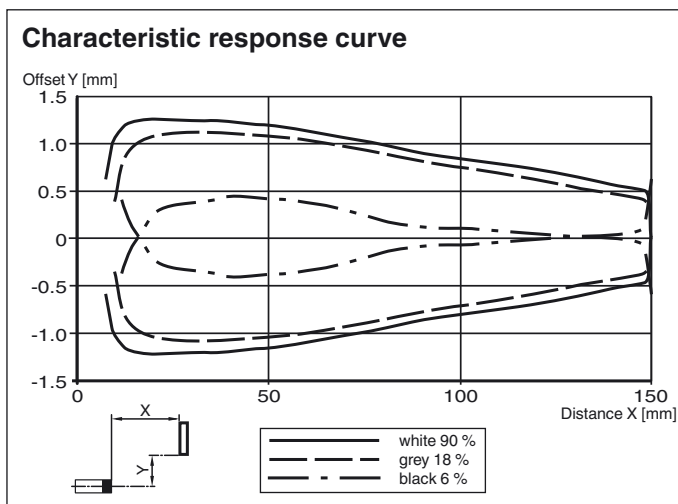 Characteristic response curve
Offset Y [mm]
1.5
1.0
0.5
0
-0.5
-1.0
-1.5
0
50
100
150
Distance X [mm]
X
Y
white 90 %
grey 18 %
black 6 %